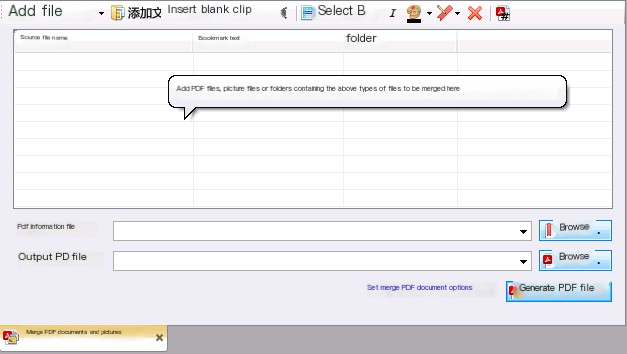 Add file
添加文
Insert blank clip
Select B
I
Source file name
Bookmark text
folder
Add PDF files, picture files or folders containing the above types of files to be merged here
Pdf information file
Browse
Output PD file
Browse
Set merge PDF document options
Generate PDF file
Merge PDF documents and pictures